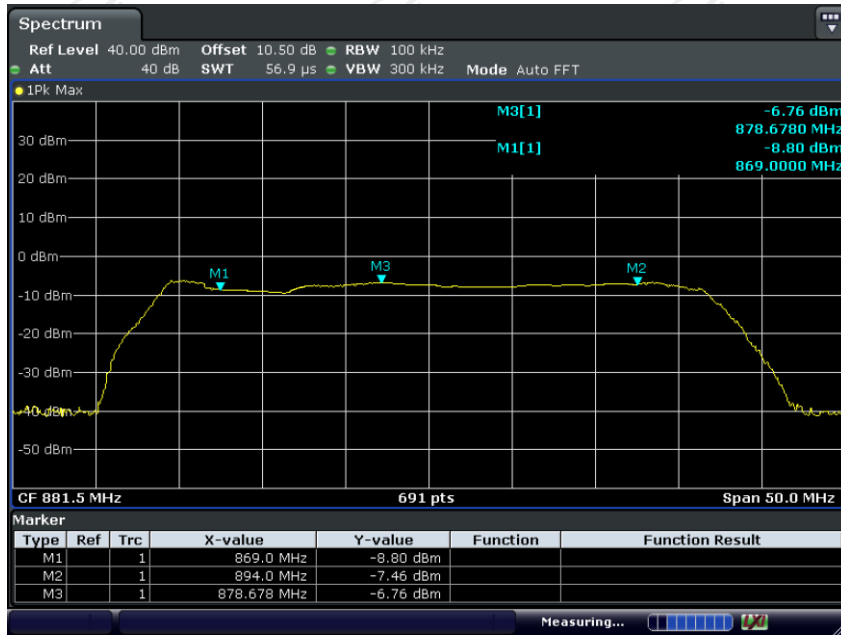 Spectrum
Ref Level 40.00 dBm Offset 10.50 dB RBW 100 kHz
Att 40 dB SWT 56.9 µs VBW 300 kHz Mode Auto FFT
1Pk Max
M3[1] -6.76 dBm
878.6780 MHz
M1[1] -8.80 dBm
869.0000 MHz
30 dBm
20 dBm
10 dBm
0 dBm
M1
M3
M2
-10 dBm
-20 dBm
-30 dBm
-40 dBm
-50 dBm
CF 881.5 MHz 691 pts Span 50.0 MHz
Marker
Type Ref Trc X-value Y-value Function Function Result
M1 1 869.0 MHz -8.80 dBm
M2 1 894.0 MHz -7.46 dBm
M3 1 878.678 MHz -6.76 dBm
Measuring...
LXI